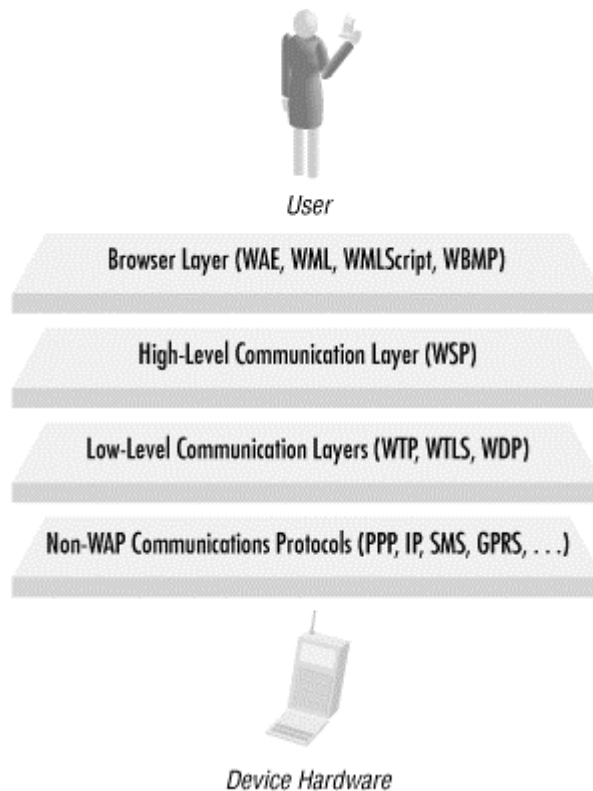 User
Browser Layer (WAE, WML, WMLScript, WBMP)
High-Level Communication Layer (WSP)
Low-Level Communication Layers (WTP, WTLS, WDP)
Non-WAP Communications Protocols (PPP, IP, SMS, GPRS, . . .)
Device Hardware